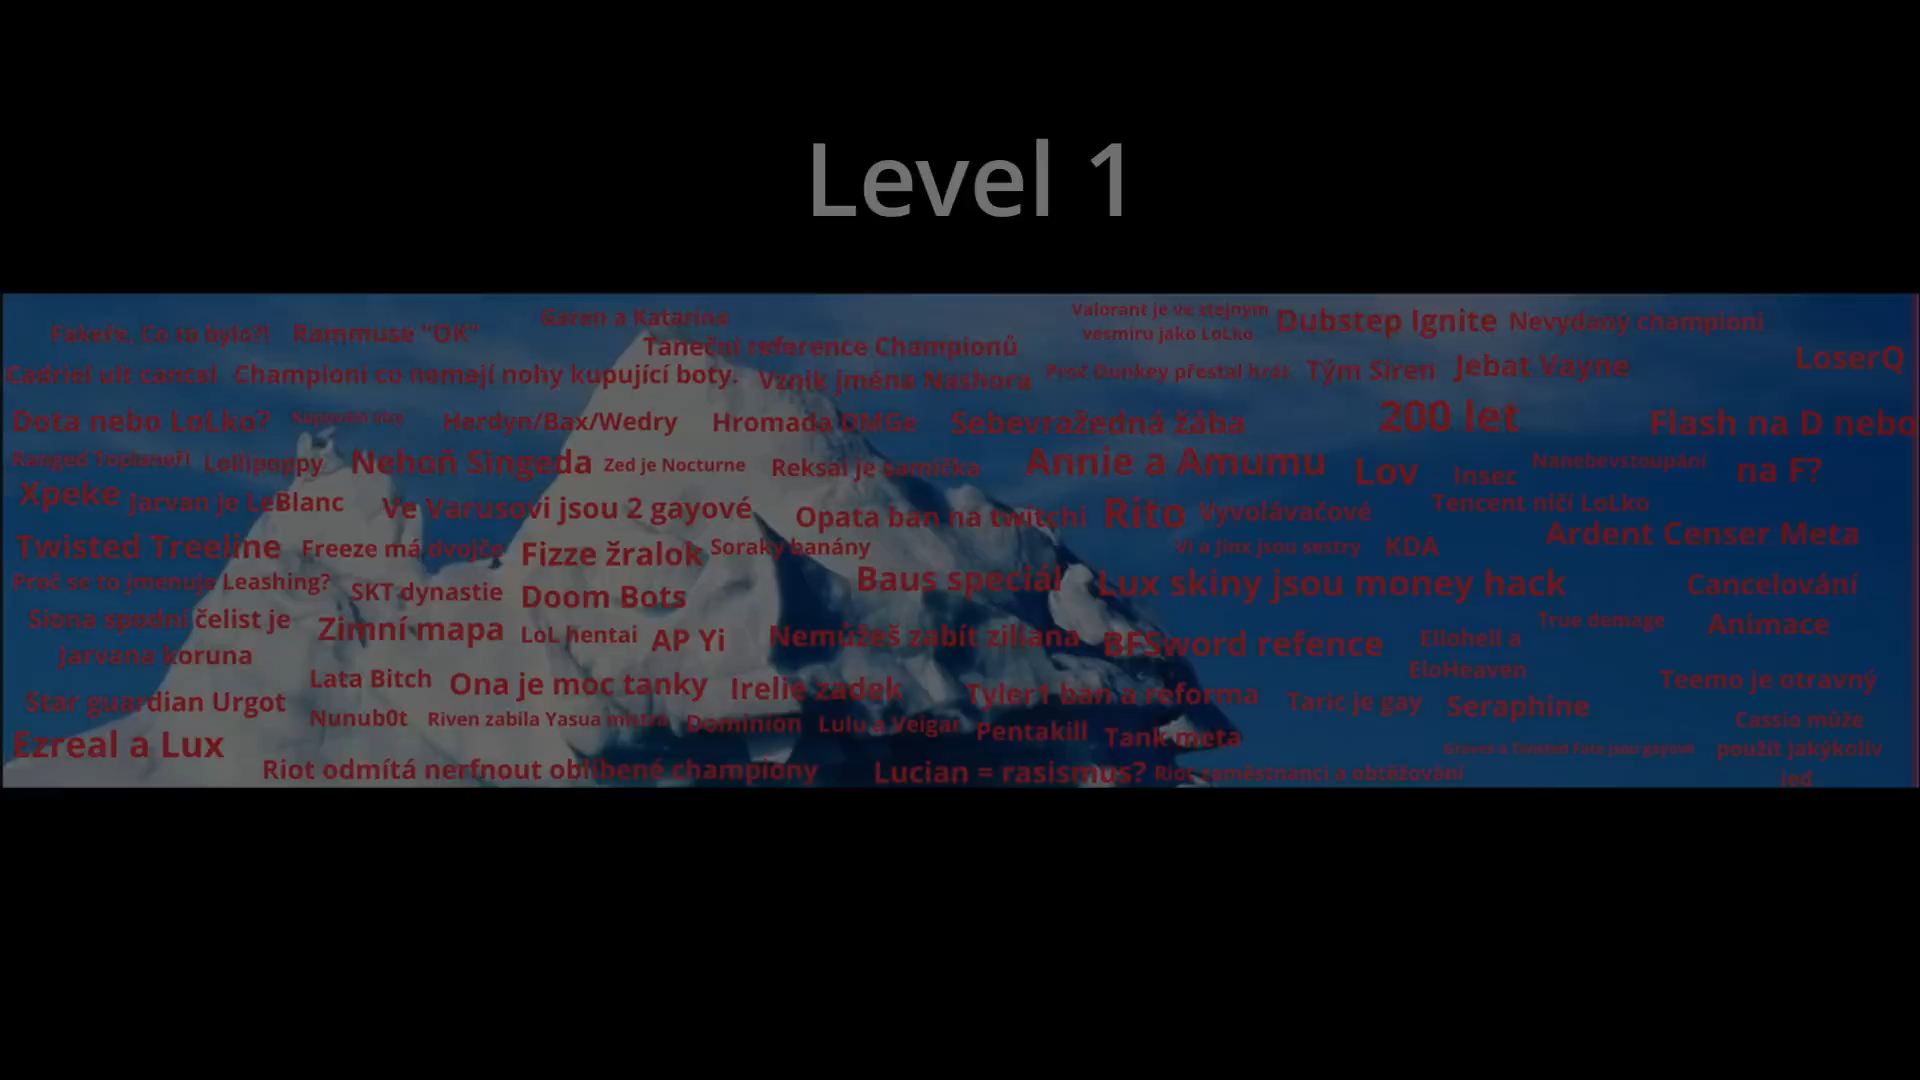 Level 1
Fakeře, Co to bylo?!
Rammuse "OK"
Garen a Katarina
Taneční reference Championů
Valorant je ve stejným
vesmíru jako LoLko
Dubstep Ignite
Nevydaný championi
LoserQ
Cadriel ult cancel
Championi co nemají nohy kupující boty.
Vznik jména Nashora
Proč Dunkey přestal hrát
Tým Siren
Jebat Vayne
Dota nebo LoLko?
Herdyn/Bax/Wedry
Hromada DMGe
Sebevražedná žába
200 let
Flash na D nebo
na F?
Ranged Toplaneři
Lollipoppy
Nehoň Singeda
Zed je Nocturne
Reksai je samička
Annie a Amumu
Lov
Insec
Nanebevstoupání
Xpeke
Jarvan je LeBlanc
Ve Varusovi jsou 2 gayové
Opata ban na twitchi
Rito
Vyvolávačové
Tencent ničí LoLko
Twisted Treeline
Freeze má dvojče
Fizze žralok
Soraky banány
Vi a Jinx jsou sestry
KDA
Ardent Censer Meta
Proč se to jmenuje Leashing?
SKT dynastie
Doom Bots
Baus speciál
Lux skiny jsou money hack
Cancelování
Siona spodní čelist je
Jarvana koruna
Zimní mapa
LoL hentai
AP Yi
Nemůžeš zabít ziliana
BFSword refence
Ellohell a
EloHeaven
True demage
Animace
Star guardian Urgot
Lata Bitch
Ona je moc tanky
Irelie zadek
Tyler1 ban a reforma
Taric je gay
Seraphine
Teemo je otravný
Nunub0t
Riven zabila Yasua mistra
Dominion
Lulu a Veigar
Pentakill
Tank meta
Graves a Twisted Fate jsou gayové
Cassio může
použít jakýkoliv
jed
Ezreal a Lux
Riot odmítá nerfnout oblíbené championy
Lucian = rasismus?
Riot zaměstnanci a obtěžování